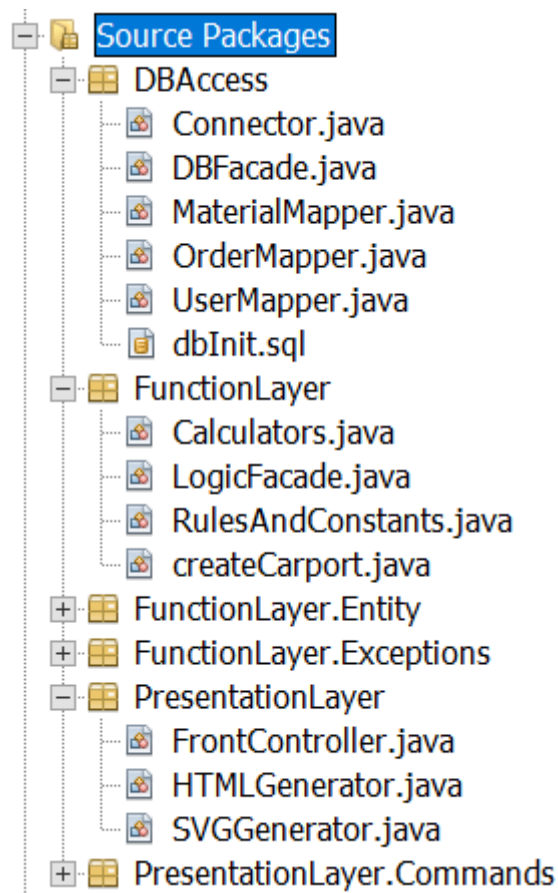 Source Packages
DBAccess
Connector.java
DBFacade.java
MaterialMapper.java
OrderMapper.java
UserMapper.java
dbInit.sql
FunctionLayer
Calculators.java
LogicFacade.java
RulesAndConstants.java
createCarport.java
FunctionLayer.Entity
FunctionLayer.Exceptions
PresentationLayer
FrontController.java
HTMLGenerator.java
SVGGenerator.java
PresentationLayer.Commands